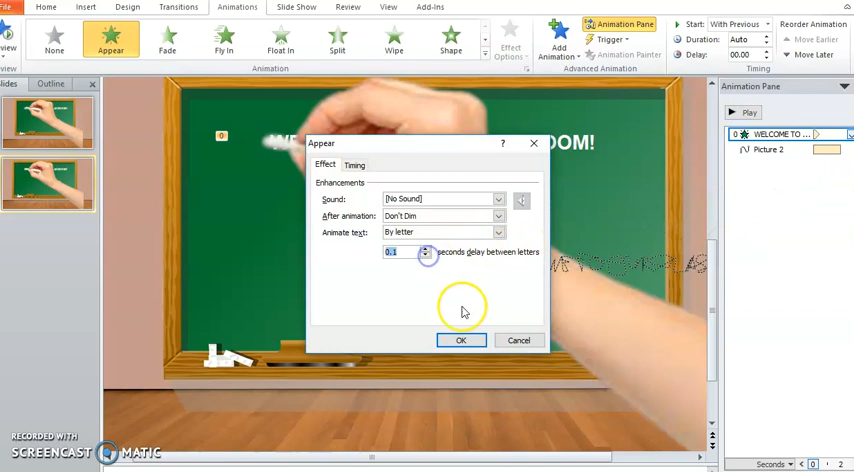 File Home Insert Design Transitions Animations Slide Show Review View Add-Ins
None Appear Fade Fly In Float In Split Wipe Shape
Effect Options
Add Animation
Animation Pane
Trigger
Animation Painter
Start: With Previous
Duration: Auto
Delay: 00.00
Reorder Animation
Move Earlier
Move Later
Animation
Advanced Animation
Timing
Slides Outline
Animation Pane
Play
0 WELCOME TO ...
Picture 2
0
OOM!
Appear
Effect Timing
Enhancements
Sound: [No Sound]
After animation: Don't Dim
Animate text: By letter
0.1 seconds delay between letters
OK Cancel
RECORDED WITH
SCREENCAST MATIC
Seconds 0 2